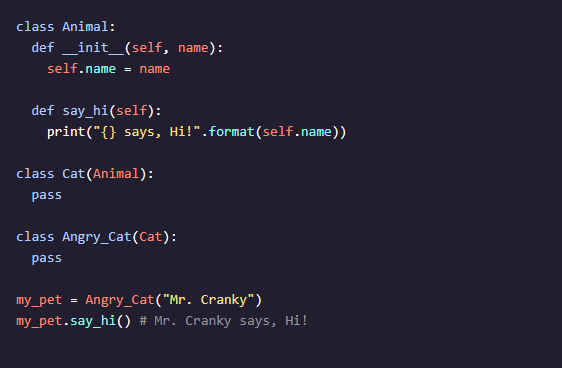 class Animal:
  def __init__(self, name):
    self.name = name

  def say_hi(self):
    print("{} says, Hi!".format(self.name))

class Cat(Animal):
  pass

class Angry_Cat(Cat):
  pass

my_pet = Angry_Cat("Mr. Cranky")
my_pet.say_hi() # Mr. Cranky says, Hi!